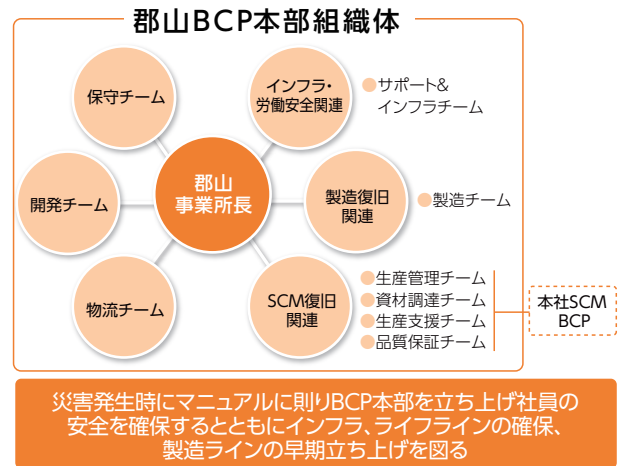 郡山BCP本部組織体
保守チーム
インフラ・
労働安全関連
●サポート&
インフラチーム
開発チーム
郡山
事業所長
製造復旧
関連
●製造チーム
物流チーム
SCM復旧
関連
●生産管理チーム
●資材調達チーム
●生産支援チーム
●品質保証チーム
本社SCM
BCP
災害発生時にマニュアルに則りBCP本部を立ち上げ社員の
安全を確保するとともにインフラ、ライフラインの確保、
製造ラインの早期立ち上げを図る